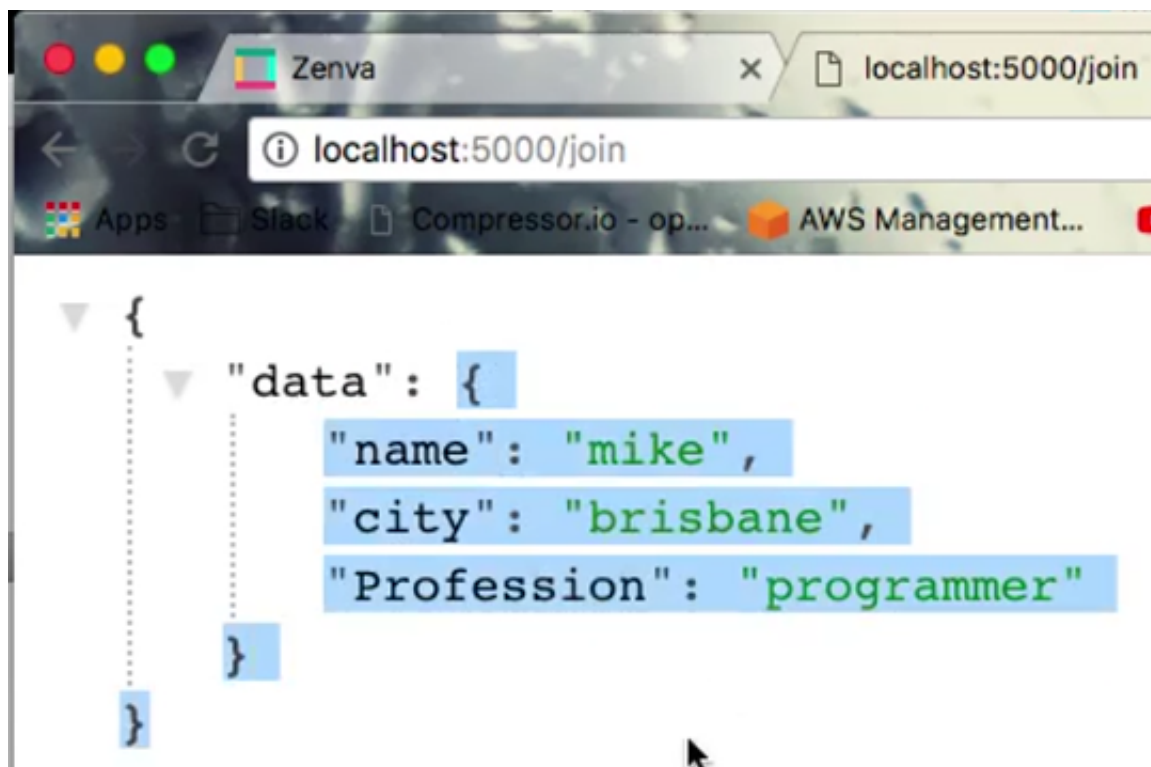 Zenva
localhost:5000/join
localhost:5000/join
Apps Slack Compressor.io - op... AWS Management...
{
"data": {
"name": "mike",
"city": "brisbane",
"Profession": "programmer"
}
}